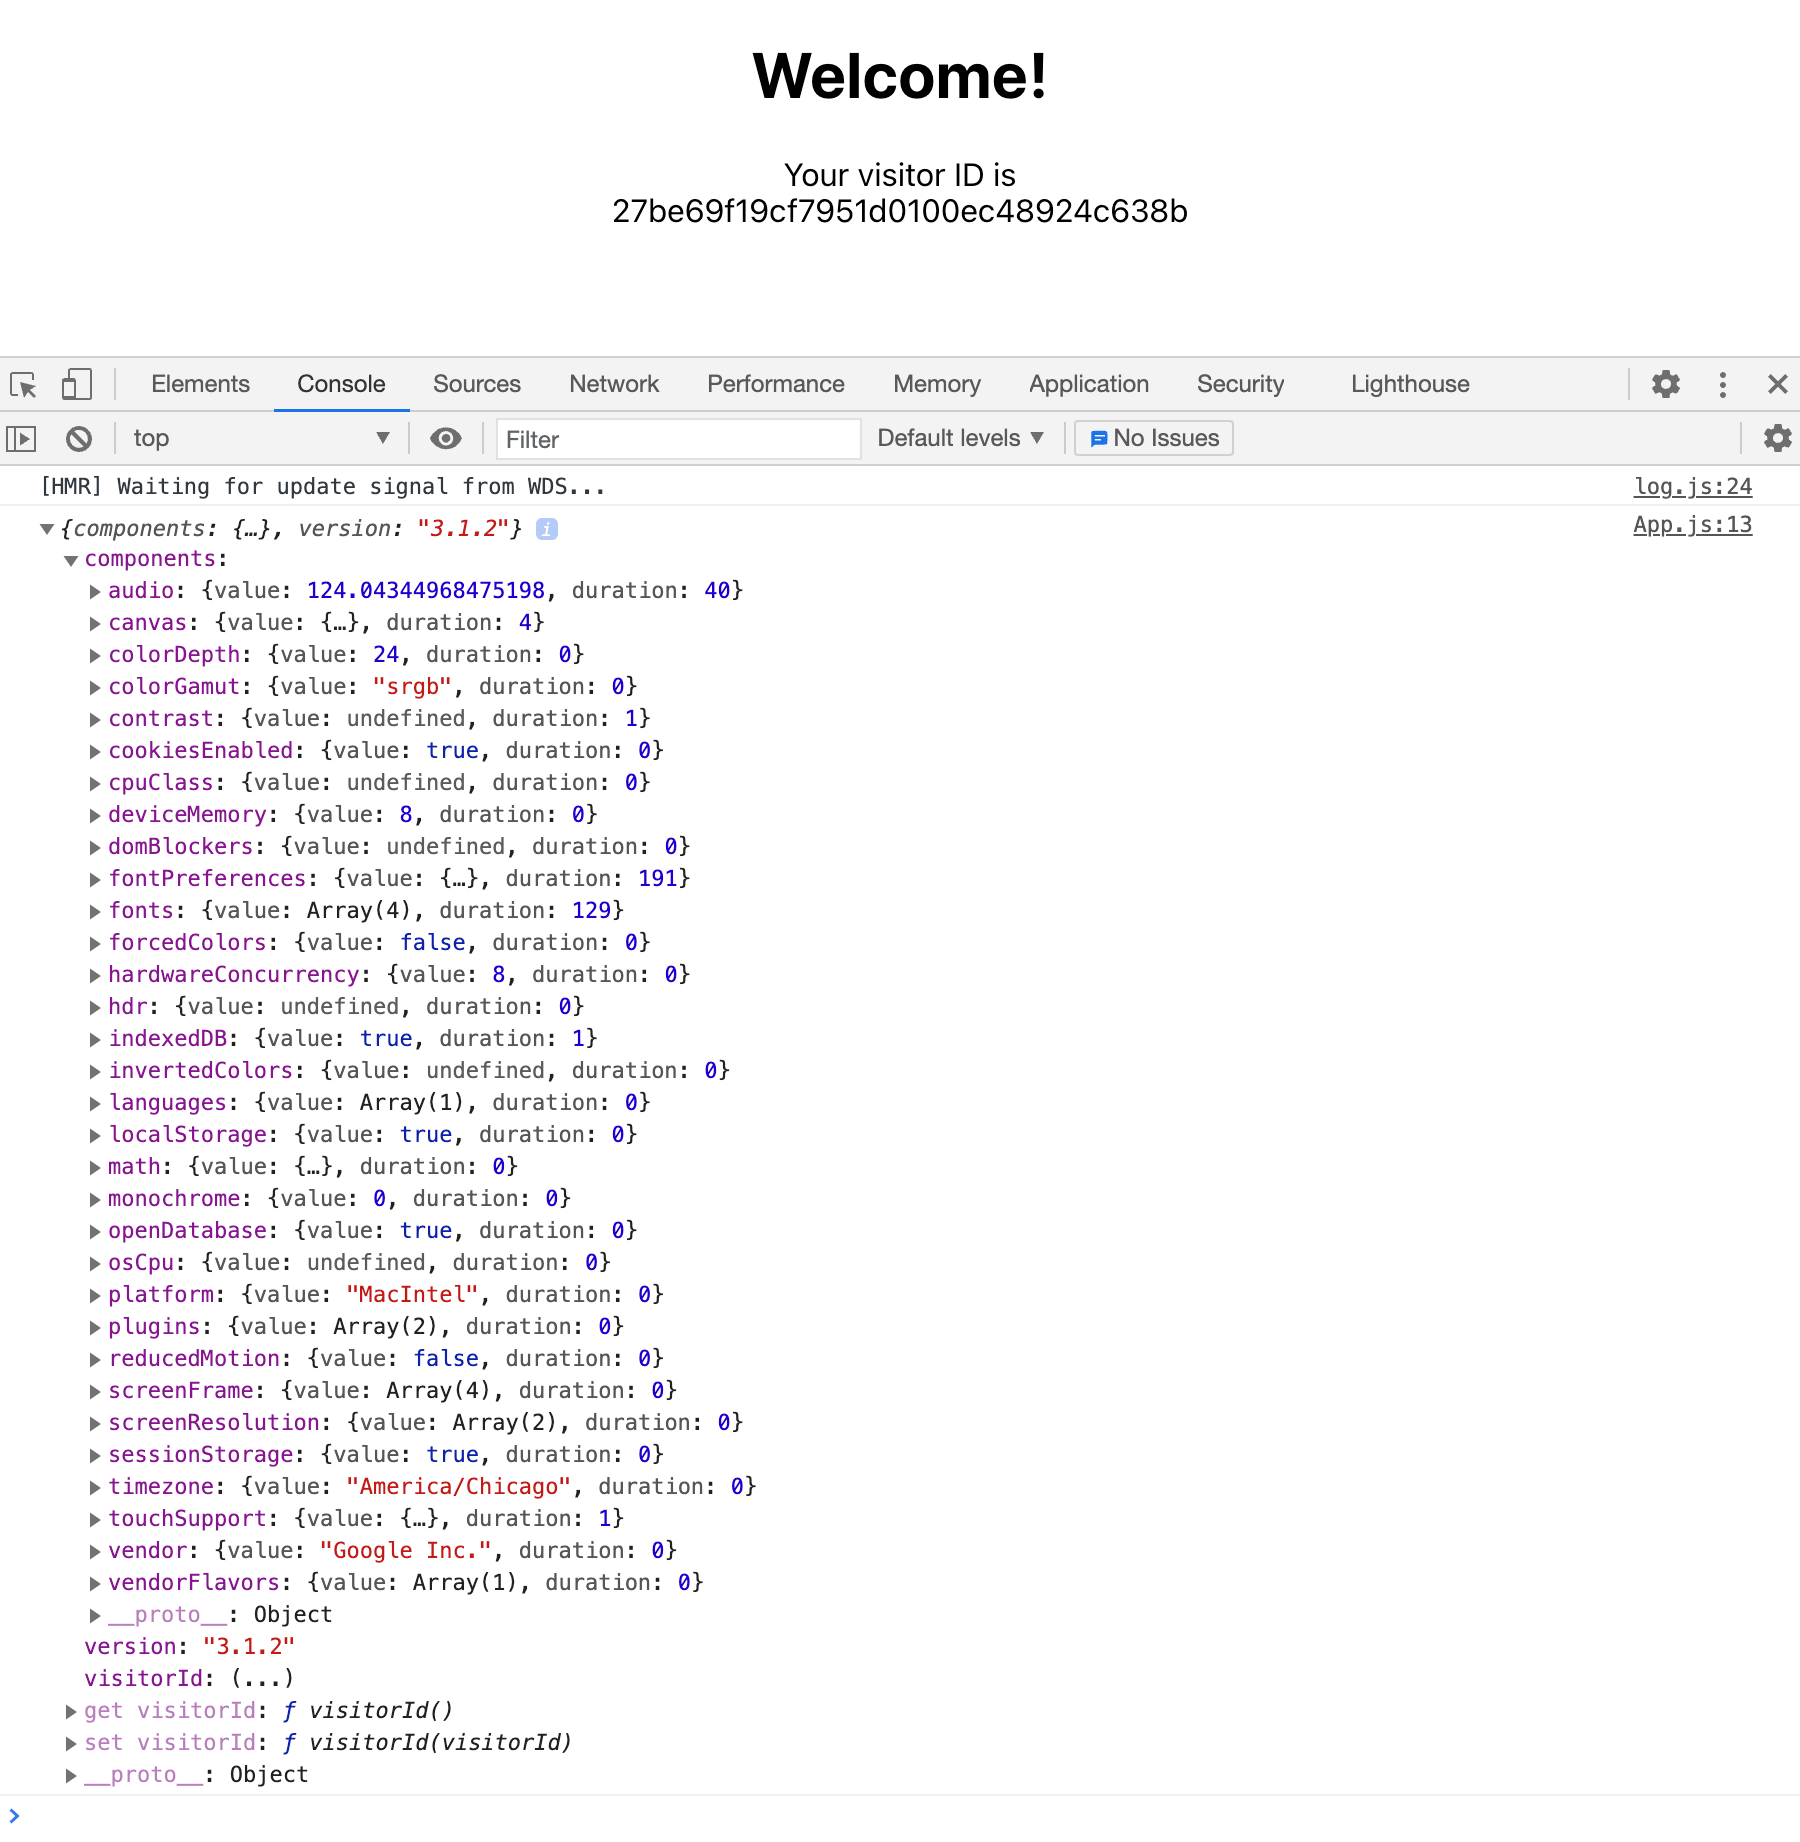 Welcome!
Your visitor ID is
27be69f19cf7951d0100ec48924c638b
Elements Console Sources Network Performance Memory Application Security Lighthouse
top Filter Default levels No Issues
[HMR] Waiting for update signal from WDS... log.js:24
{components: {…}, version: "3.1.2"} i App.js:13
components:
audio: {value: 124.04344968475198, duration: 40}
canvas: {value: {…}, duration: 4}
colorDepth: {value: 24, duration: 0}
colorGamut: {value: "srgb", duration: 0}
contrast: {value: undefined, duration: 1}
cookiesEnabled: {value: true, duration: 0}
cpuClass: {value: undefined, duration: 0}
deviceMemory: {value: 8, duration: 0}
domBlockers: {value: undefined, duration: 0}
fontPreferences: {value: {…}, duration: 191}
fonts: {value: Array(4), duration: 129}
forcedColors: {value: false, duration: 0}
hardwareConcurrency: {value: 8, duration: 0}
hdr: {value: undefined, duration: 0}
indexedDB: {value: true, duration: 1}
invertedColors: {value: undefined, duration: 0}
languages: {value: Array(1), duration: 0}
localStorage: {value: true, duration: 0}
math: {value: {…}, duration: 0}
monochrome: {value: 0, duration: 0}
openDatabase: {value: true, duration: 0}
osCpu: {value: undefined, duration: 0}
platform: {value: "MacIntel", duration: 0}
plugins: {value: Array(2), duration: 0}
reducedMotion: {value: false, duration: 0}
screenFrame: {value: Array(4), duration: 0}
screenResolution: {value: Array(2), duration: 0}
sessionStorage: {value: true, duration: 0}
timezone: {value: "America/Chicago", duration: 0}
touchSupport: {value: {…}, duration: 1}
vendor: {value: "Google Inc.", duration: 0}
vendorFlavors: {value: Array(1), duration: 0}
__proto__: Object
version: "3.1.2"
visitorId: (...)
get visitorId: ƒ visitorId()
set visitorId: ƒ visitorId(visitorId)
__proto__: Object